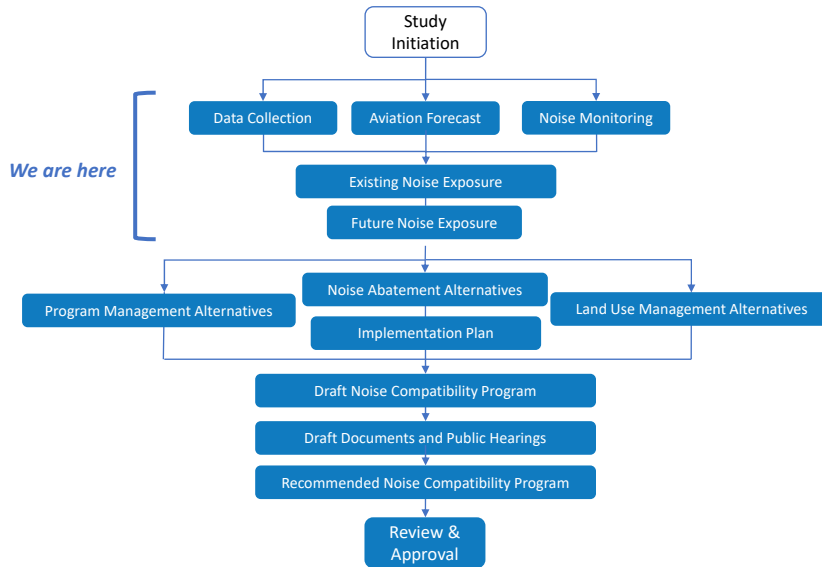 Study
Initiation
Data Collection
Aviation Forecast
Noise Monitoring
We are here
Existing Noise Exposure
Future Noise Exposure
Noise Abatement Alternatives
Program Management Alternatives
Land Use Management Alternatives
Implementation Plan
Draft Noise Compatibility Program
Draft Documents and Public Hearings
Recommended Noise Compatibility Program
Review &
Approval